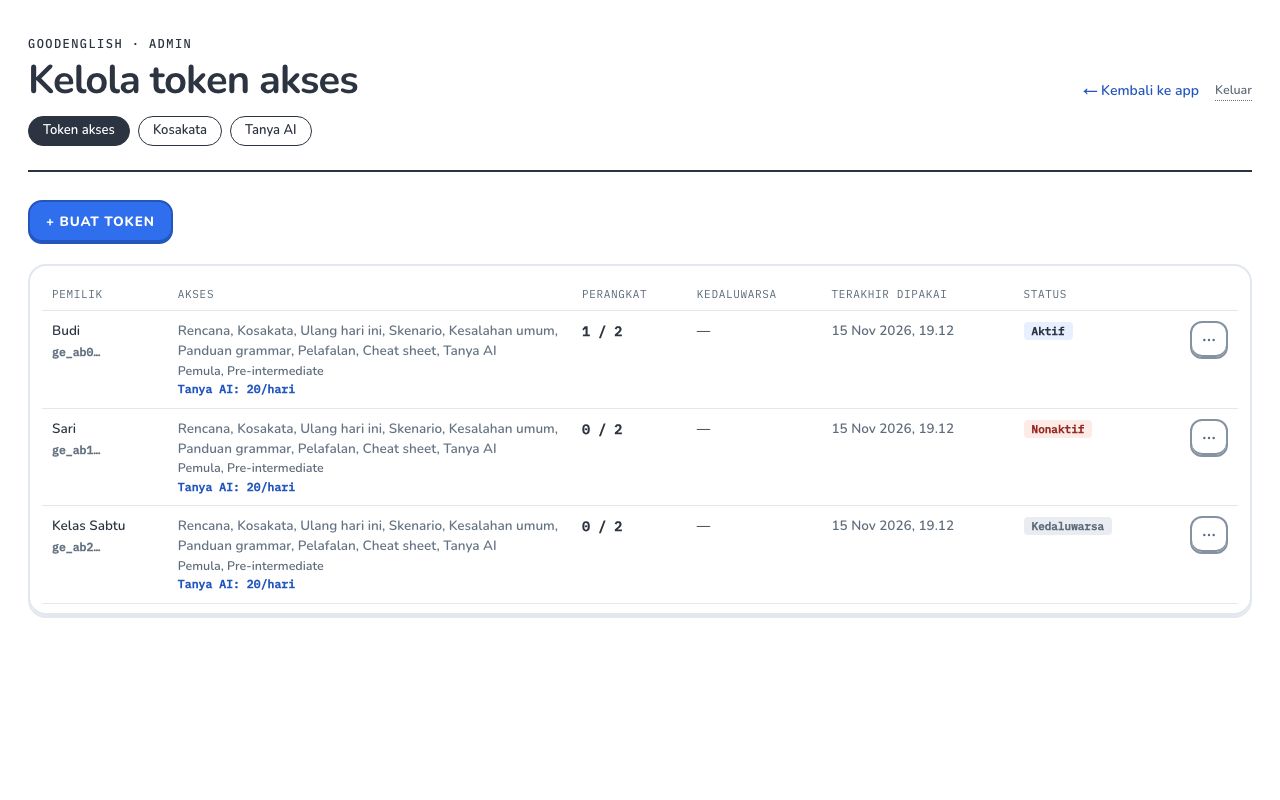 GOODENGLISH · ADMIN
Kelola token akses
← Kembali ke app
Keluar
Token akses
Kosakata
Tanya AI
+ BUAT TOKEN
PEMILIK
AKSES
PERANGKAT
KEDALUWARSA
TERAKHIR DIPAKAI
STATUS
Budi
ge_ab0…
Rencana, Kosakata, Ulang hari ini, Skenario, Kesalahan umum,
Panduan grammar, Pelafalan, Cheat sheet, Tanya AI
Pemula, Pre-intermediate
Tanya AI: 20/hari
1 / 2
—
15 Nov 2026, 19.12
Aktif
···
Sari
ge_ab1…
Rencana, Kosakata, Ulang hari ini, Skenario, Kesalahan umum,
Panduan grammar, Pelafalan, Cheat sheet, Tanya AI
Pemula, Pre-intermediate
Tanya AI: 20/hari
0 / 2
—
15 Nov 2026, 19.12
Nonaktif
···
Kelas Sabtu
ge_ab2…
Rencana, Kosakata, Ulang hari ini, Skenario, Kesalahan umum,
Panduan grammar, Pelafalan, Cheat sheet, Tanya AI
Pemula, Pre-intermediate
Tanya AI: 20/hari
0 / 2
—
15 Nov 2026, 19.12
Kedaluwarsa
···